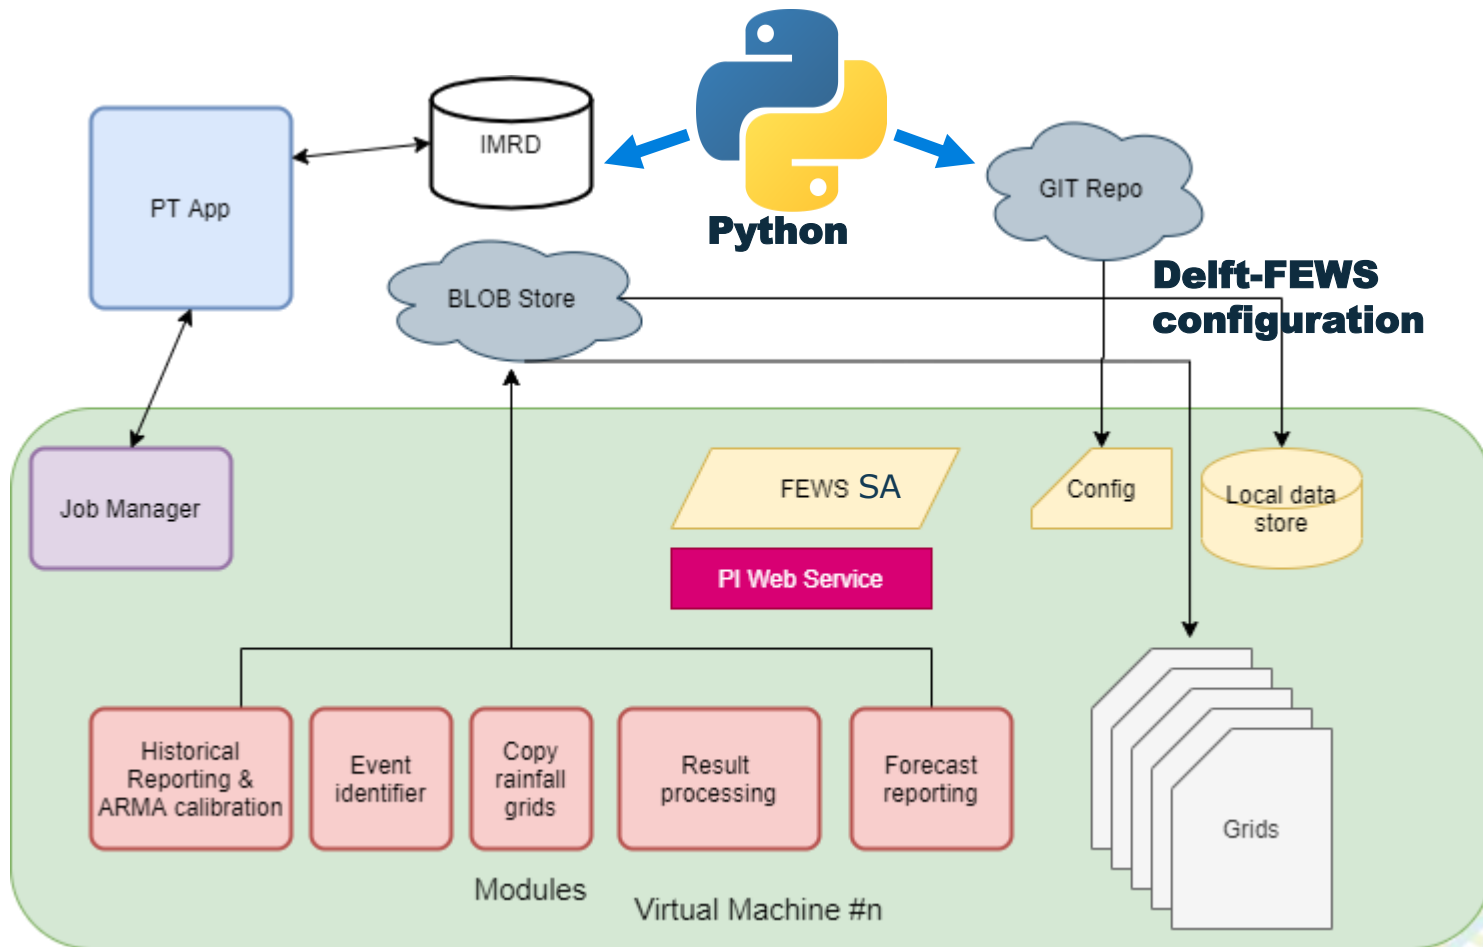 IMRD
PT App
Python
GIT Repo
BLOB Store
Delft-FEWS
configuration
Job Manager
FEWS SA
Config
Local data
store
PI Web Service
Historical
Reporting &
ARMA calibration
Event
identifier
Copy
rainfall
grids
Result
processing
Forecast
reporting
Grids
Modules
Virtual Machine #n